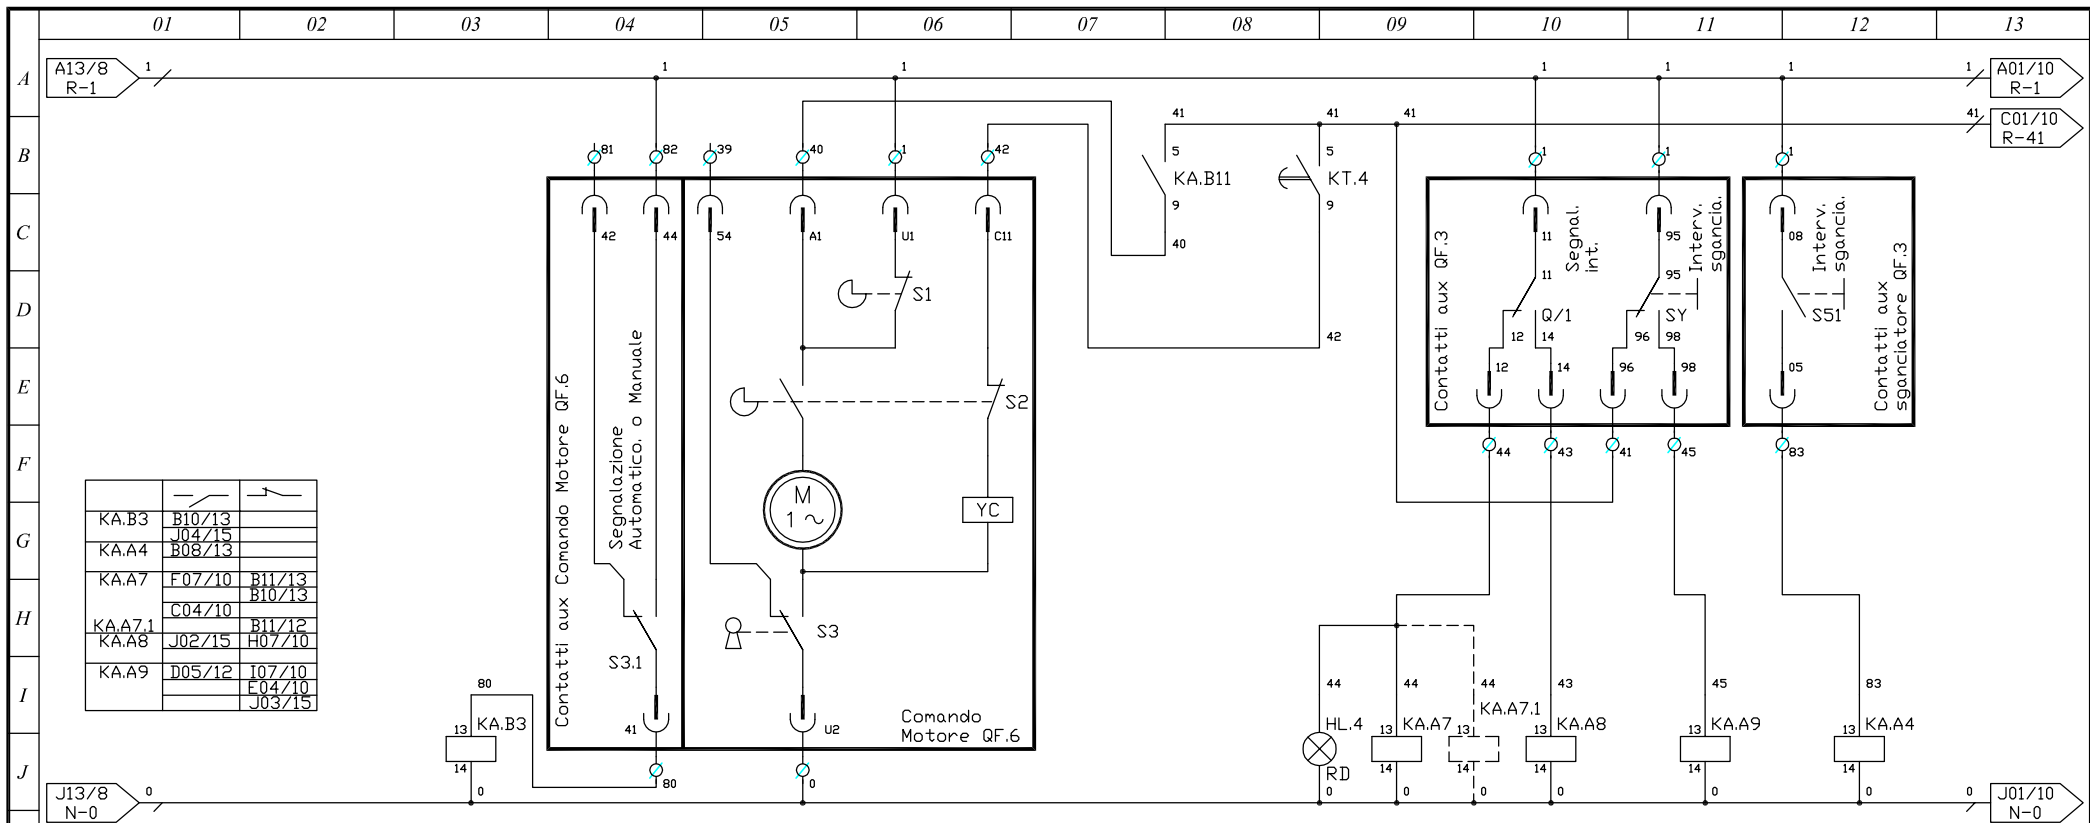 01 02 03 04 05 06 07 08 09 10 11 12 13
A
B
C
D
E
F
G
H
I
J
A13/8
R-1
1
1 1 1 1 1 1
A01/10
R-1
41 41 41 41
C01/10
R-41
81 82 39 40 1 42
5
KA.B11
9
40
5
KT.4
9
42
1 1 1
42 44 54 A1 U1 C11
S1
S2
M
1 ~
YC
S3
S3.1
41
U2
80
0
Contatti aux Comando Motore QF.6
Segnalazione
Automatico. o Manuale
Comando
Motore QF.6
Contatti aux QF.3
Segnal.
int.
Interv.
sgancia.
11 95
11 95
Q/1 SY
12 14 96 98
12 14 96 98
44 43 41 45
Interv.
sgancia.
Contatti aux
sganciatore QF.3
08
S51
05
83
KA.B3 B10/13
J04/15
KA.A4 B08/13
KA.A7 F07/10 B11/13
B10/13
C04/10
KA.A7.1 B11/12
KA.A8 J02/15 H07/10
KA.A9 D05/12 I07/10
E04/10
J03/15
80
13 KA.B3
14
0
44 44 44 43 45 83
HL.4
RD
13 KA.A7
14
KA.A7.1
13
14
13 KA.A8
14
13 KA.A9
14
13 KA.A4
14
J13/8
N-0
0
0 0 0 0 0 0 0
J01/10
N-0